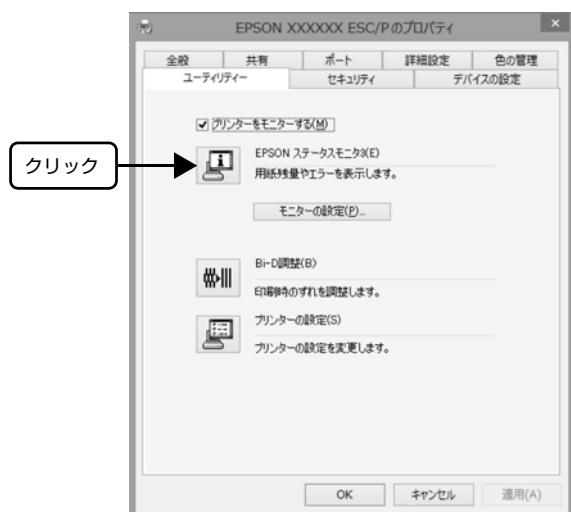 EPSON XXXXXX ESC/Pのプロパティ
全般 共有 ポート 詳細設定 色の管理
ユーティリティー セキュリティ デバイスの設定
プリンターをモニターする(M)
クリック
EPSON ステータスモニタ3(E)
用紙残量やエラーを表示します。
モニターの設定(P)...
Bi-D調整(B)
印刷時のずれを調整します。
プリンターの設定(S)
プリンターの設定を変更します。
OK キャンセル 適用(A)